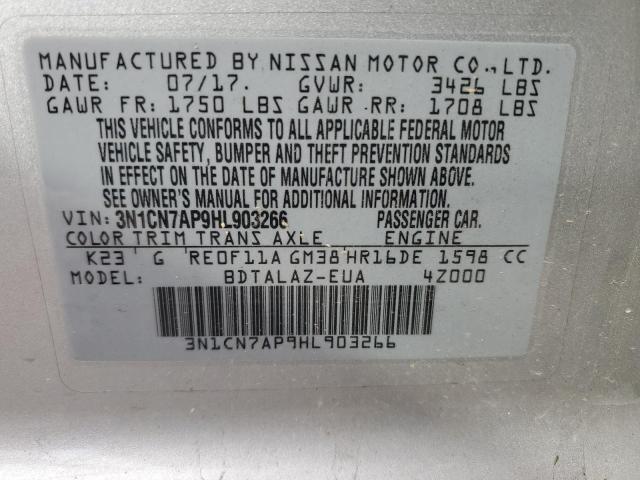 MANUFACTURED BY NISSAN MOTOR CO., LTD.
DATE: 07/17. GVWR: 3426 LBS
GAWR FR: 1750 LBS GAWR RR: 1708 LBS
THIS VEHICLE CONFORMS TO ALL APPLICABLE FEDERAL MOTOR
VEHICLE SAFETY, BUMPER AND THEFT PREVENTION STANDARDS
IN EFFECT ON THE DATE OF MANUFACTURE SHOWN ABOVE.
SEE OWNER'S MANUAL FOR ADDITIONAL INFORMATION.
VIN: 3N1CN7AP9HL903266 PASSENGER CAR.
COLOR TRIM TRANS AXLE ENGINE
K23 G RE0F11A GM38 HR16DE 1598 CC
BDTALAZ-EUA 4Z000
3N1CN7AP9HL903266